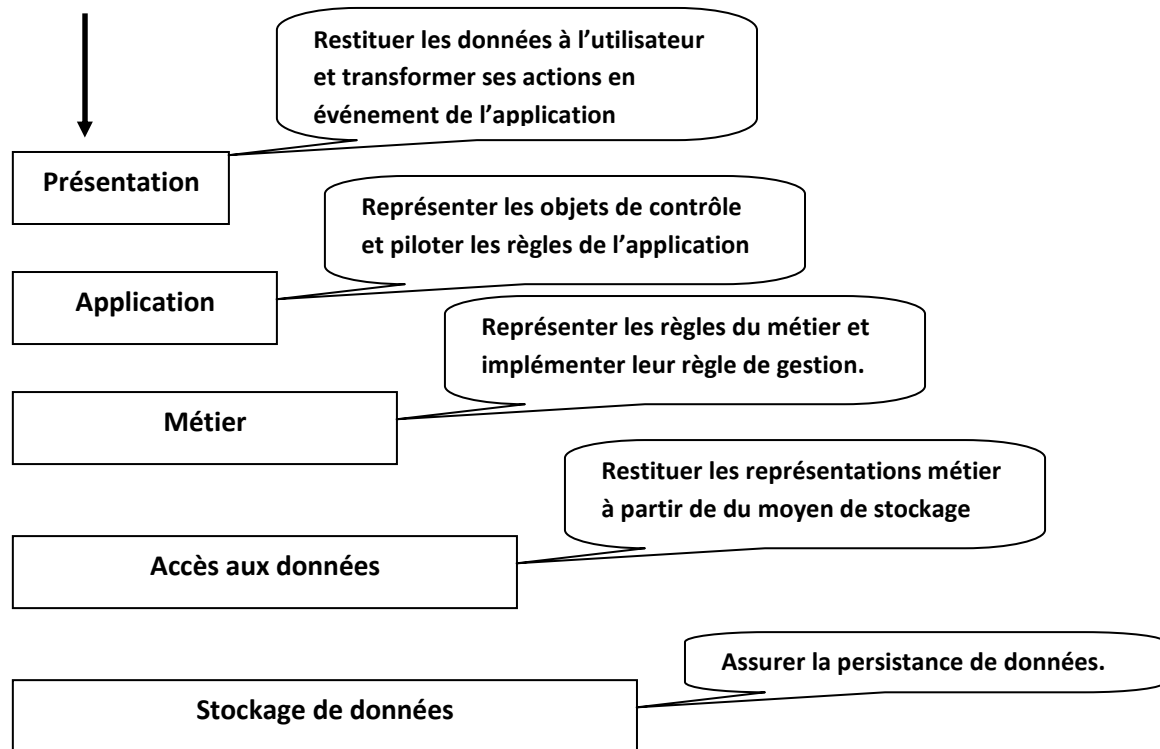 Restituer les données à l’utilisateur
et transformer ses actions en
événement de l’application
Présentation
Représenter les objets de contrôle
et piloter les règles de l’application
Application
Représenter les règles du métier et
implémenter leur règle de gestion.
Métier
Restituer les représentations métier
à partir de du moyen de stockage
Accès aux données
Assurer la persistance de données.
Stockage de données